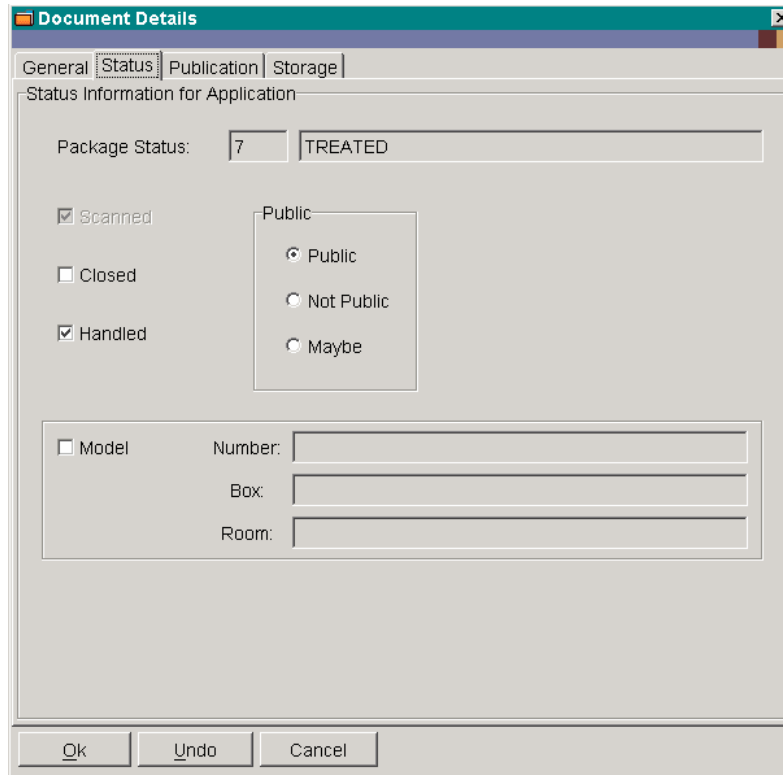 Document Details
General Status Publication Storage
Status Information for Application
Package Status: 7 TREATED
Scanned
Public
Public
Closed
Not Public
Handled
Maybe
Model Number:
Box:
Room:
Ok Undo Cancel